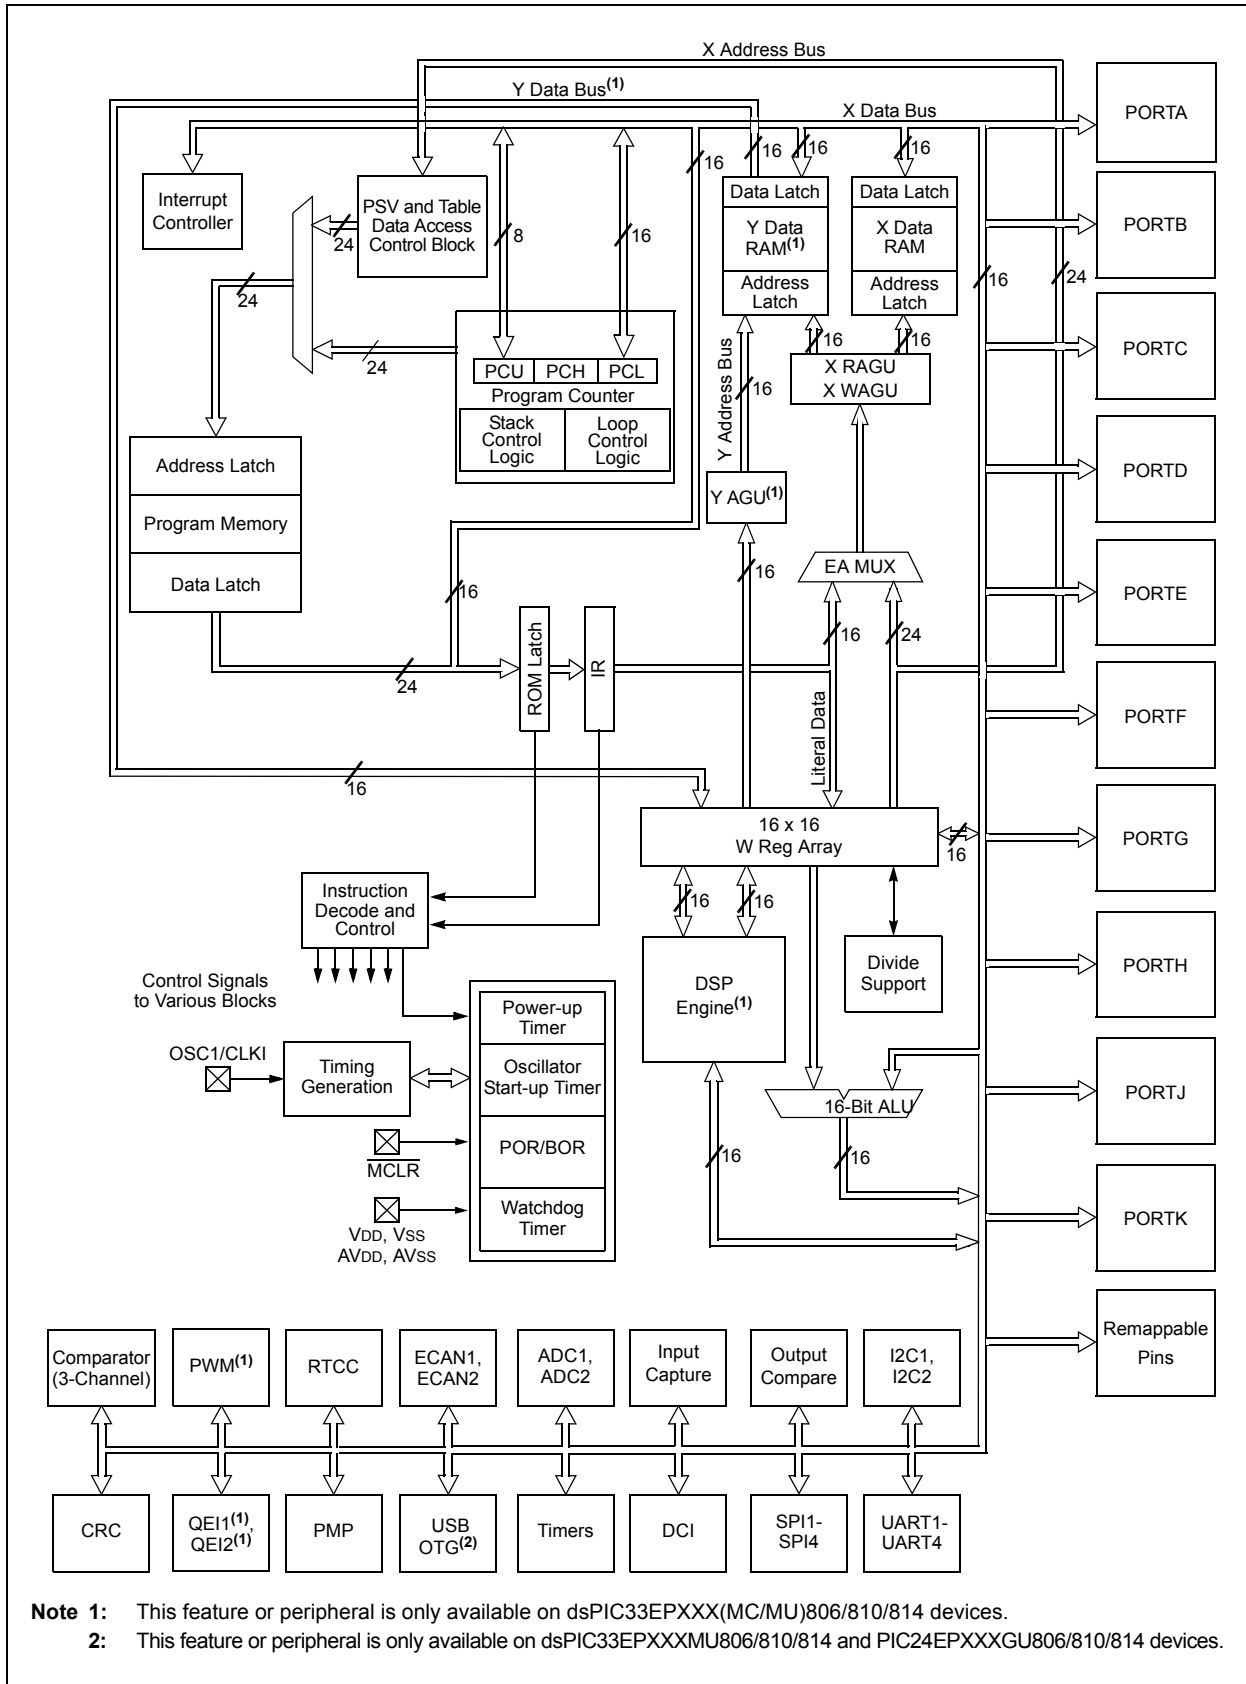 X Address Bus
Y Data Bus(1)
X Data Bus
PORTA
16
16
16
16
Interrupt
Controller
PSV and Table
Data Access
Control Block
24
8
16
Data Latch
Y Data
RAM(1)
Address
Latch
Data Latch
X Data
RAM
Address
Latch
16
24
PORTB
24
24
16
16
PORTC
PCU
PCH
PCL
Program Counter
Stack
Control
Logic
Loop
Control
Logic
Y Address Bus
16
X RAGU
X WAGU
Address Latch
Program Memory
Data Latch
Y AGU(1)
PORTD
16
16
EA MUX
16
24
PORTE
24
ROM Latch
IR
Literal Data
PORTF
16
16 x 16
W Reg Array
16
PORTG
Instruction
Decode and
Control
16
16
Control Signals
to Various Blocks
DSP
Engine(1)
Divide
Support
PORTH
OSC1/CLKI
Timing
Generation
Power-up
Timer
Oscillator
Start-up Timer
POR/BOR
Watchdog
Timer
MCLR
VDD, VSS
AVDD, AVSS
16-Bit ALU
16
16
PORTJ
PORTK
Remappable
Pins
Comparator
(3-Channel)
PWM(1)
RTCC
ECAN1,
ECAN2
ADC1,
ADC2
Input
Capture
Output
Compare
I2C1,
I2C2
CRC
QEI1(1),
QEI2(1)
PMP
USB
OTG(2)
Timers
DCI
SPI1-
SPI4
UART1-
UART4
Note 1: This feature or peripheral is only available on dsPIC33EPXXX(MC/MU)806/810/814 devices.
2: This feature or peripheral is only available on dsPIC33EPXXXMU806/810/814 and PIC24EPXXXGU806/810/814 devices.